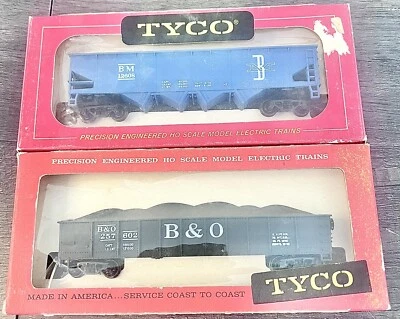 TYCO®
BM
B
PRECISION ENGINEERED HO SCALE MODEL ELECTRIC TRAINS
PRECISION ENGINEERED HO SCALE MODEL ELECTRIC TRAINS
B&O
257 602
B & O
TYCO
MADE IN AMERICA...SERVICE COAST TO COAST